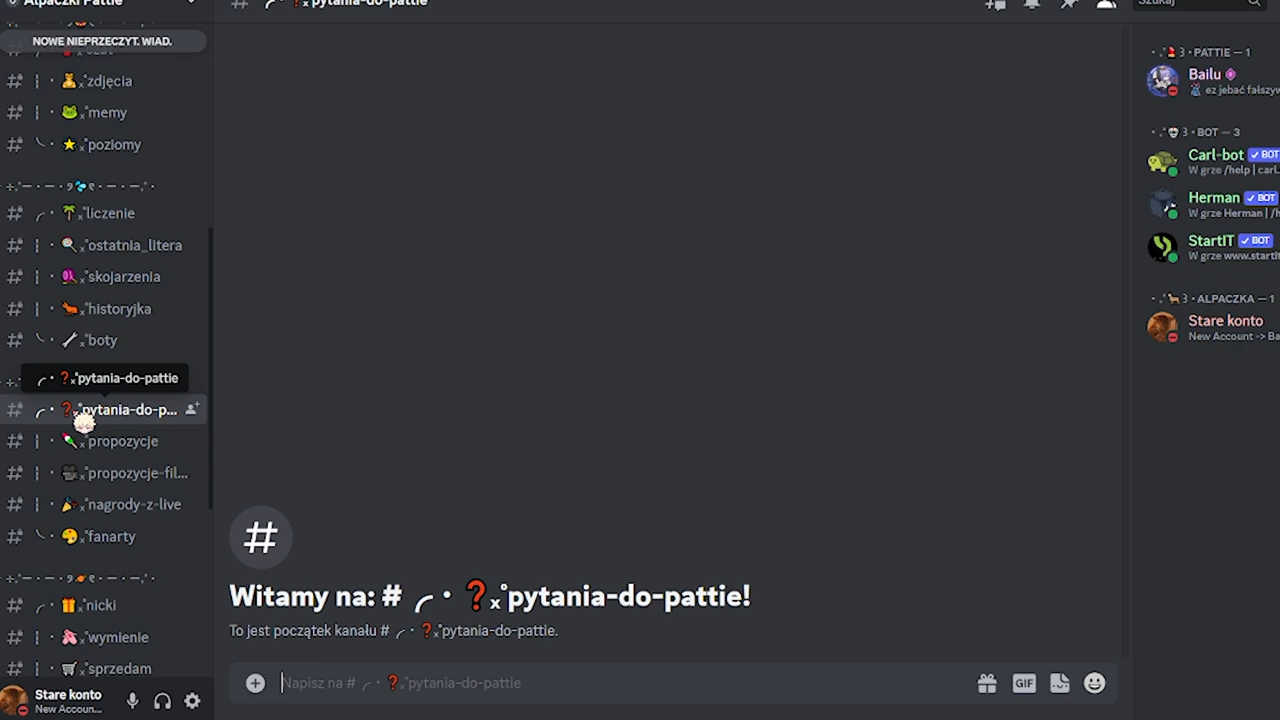 Alpaczki Pattie
NOWE NIEPRZECZYT. WIAD.
zdjęcia
memy
poziomy
liczenie
ostatnia_litera
skojarzenia
historyjka
boty
pytania-do-pattie
pytania-do-p...
propozycje
propozycje-fil...
nagrody-z-live
fanarty
nicki
wymienie
sprzedam
Stare konto
New Accoun...
# ╭・❓ₓ˚pytania-do-pattie
Witamy na: # ╭・❓ₓ˚pytania-do-pattie!
To jest początek kanału # ╭・❓ₓ˚pytania-do-pattie.
Napisz na # ╭・❓ₓ˚pytania-do-pattie
GIF
Szukaj
PATTIE — 1
Bailu
ez jebać fałszyw
BOT — 3
Carl-bot ✓ BOT
W grze /help | carl.
Herman ✓ BOT
W grze Herman | /h
StartIT ✓ BOT
W grze www.startit
ALPACZKA — 1
Stare konto
New Account -> Ba